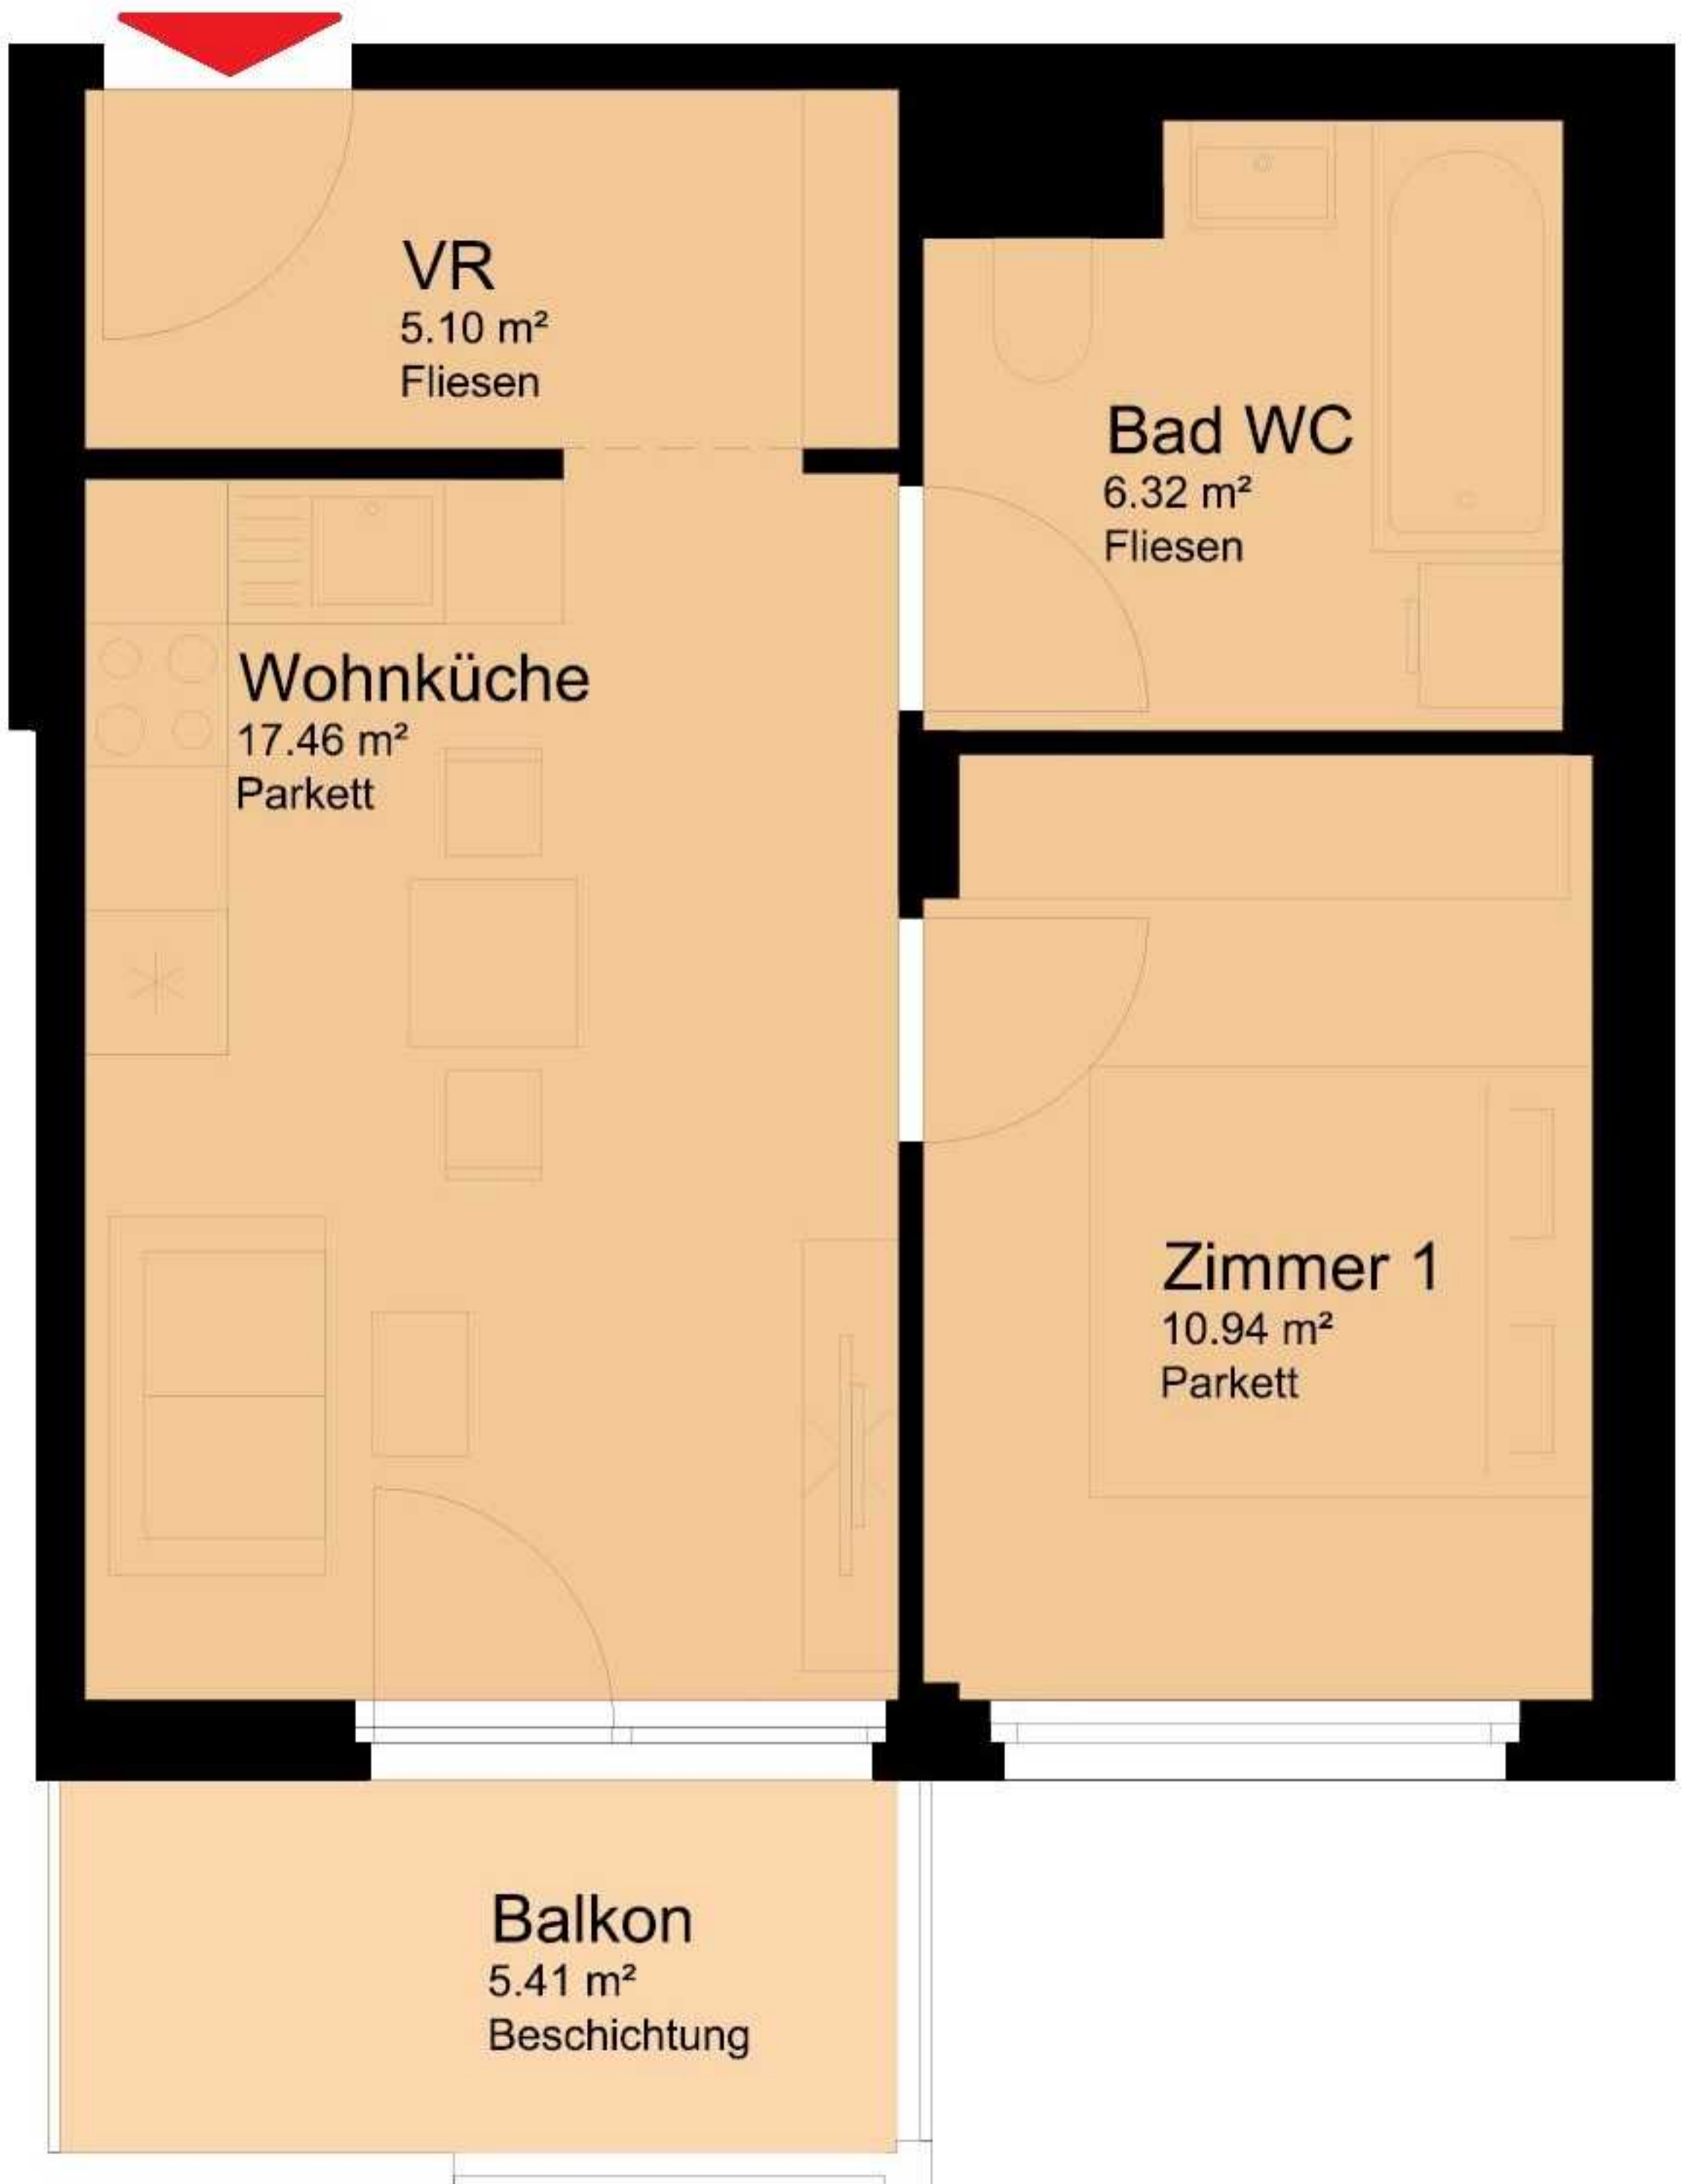 VR
5.10 m²
Fliesen
Bad WC
6.32 m²
Fliesen
Wohnküche
17.46 m²
Parkett
Zimmer 1
10.94 m²
Parkett
Balkon
5.41 m²
Beschichtung